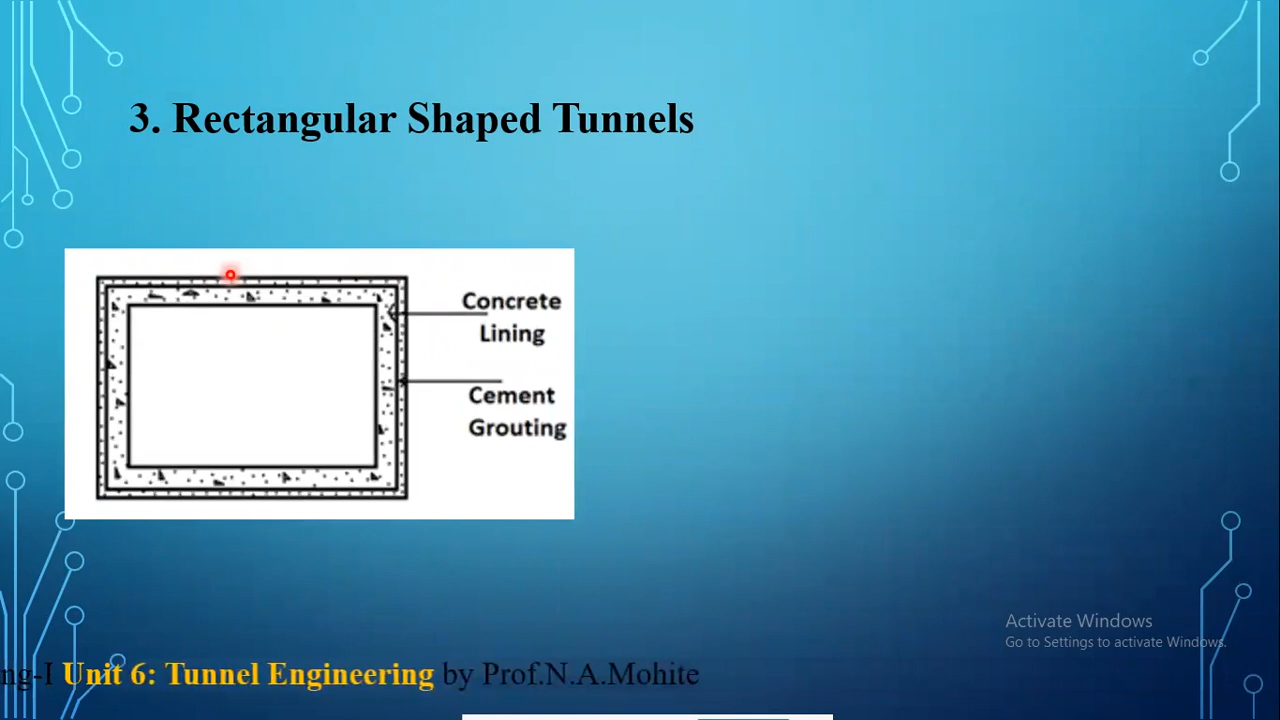 3. Rectangular Shaped Tunnels
Concrete
Lining
Cement
Grouting
Activate Windows
Go to Settings to activate Windows.
Unit 6: Tunnel Engineering by Prof.N.A.Mohite